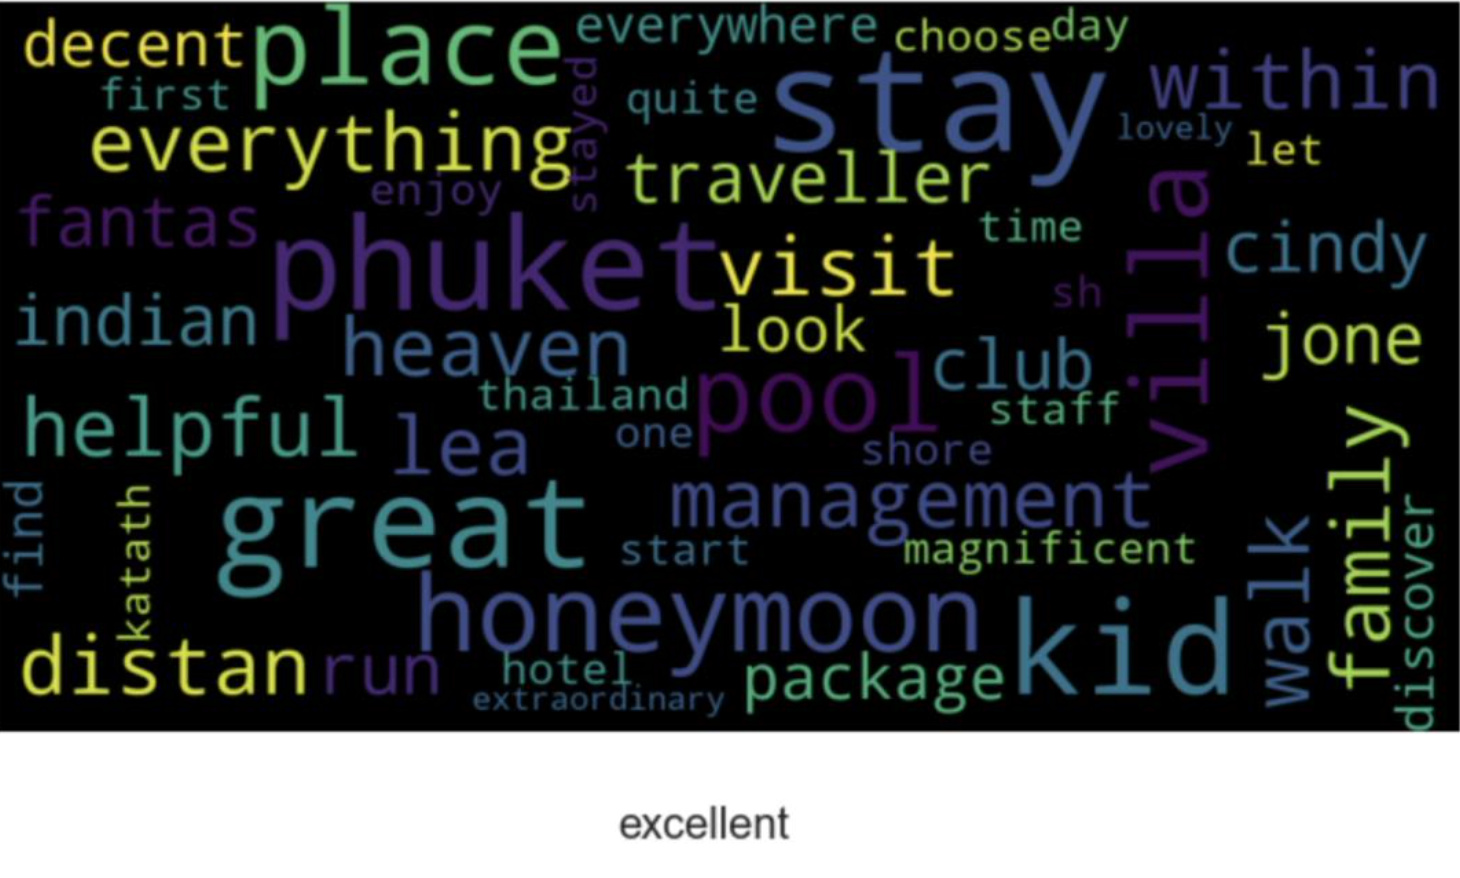 decent place everywhere choose day
first stayed quite stay within
everything lovely let
fantas enjoy traveller
phuket visit time villa cindy
indian heaven look sh jone
thailand pool club
helpful lea one staff
shore
find katath great management family
start magnificent walk discover
honeymoon kid
distan run hotel package
extraordinary
excellent